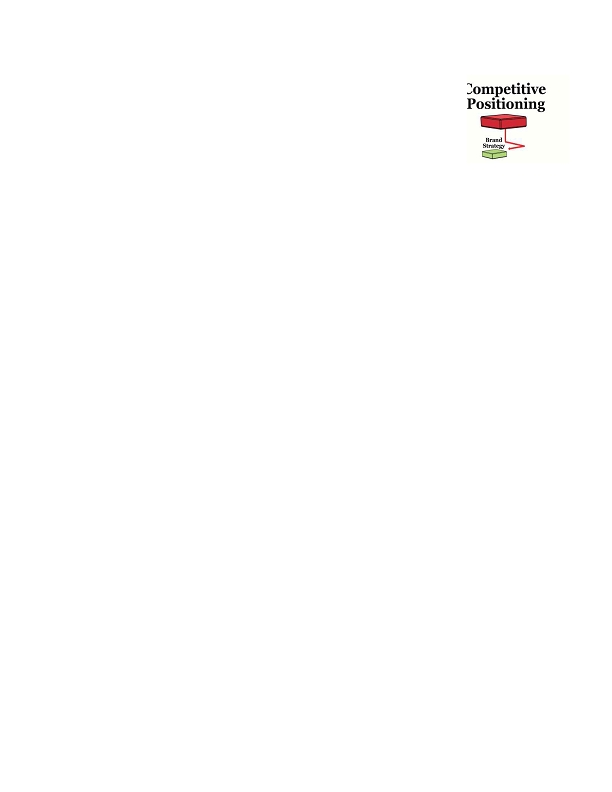 Competitive
Positioning
Brand
Strategy